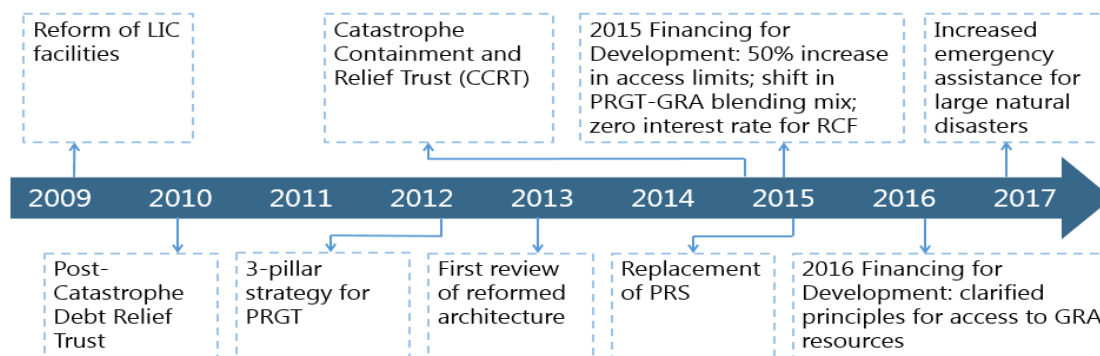 Reform of LIC
facilities
Catastrophe
Containment and
Relief Trust (CCRT)
2015 Financing for
Development: 50% increase
in access limits; shift in
PRGT-GRA blending mix;
zero interest rate for RCF
Increased
emergency
assistance for
large natural
disasters
2009 2010 2011 2012 2013 2014 2015 2016 2017
Post-
Catastrophe
Debt Relief
Trust
3-pillar
strategy for
PRGT
First review
of reformed
architecture
Replacement
of PRS
2016 Financing for
Development: clarified
principles for access to GRA
resources